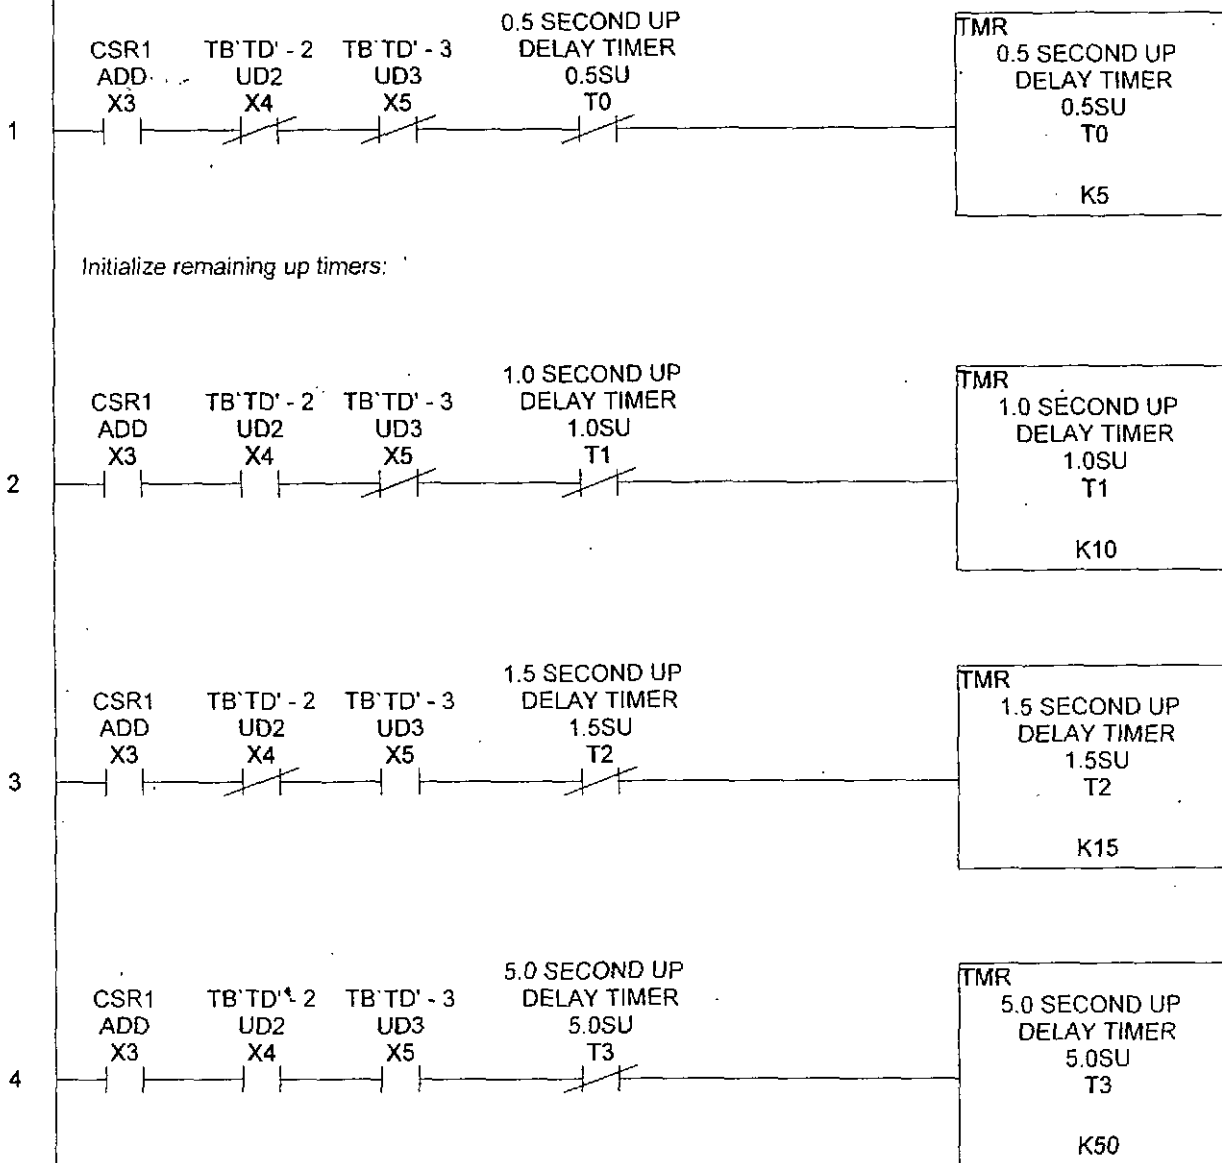 0.5 SECOND UP
CSR1 TB'TD' - 2 TB'TD' - 3 DELAY TIMER
ADD UD2 UD3 0.5SU
X3 X4 X5 T0
1
TMR
0.5 SECOND UP
DELAY TIMER
0.5SU
T0
K5
Initialize remaining up timers:
1.0 SECOND UP
CSR1 TB'TD' - 2 TB'TD' - 3 DELAY TIMER
ADD UD2 UD3 1.0SU
X3 X4 X5 T1
2
TMR
1.0 SECOND UP
DELAY TIMER
1.0SU
T1
K10
1.5 SECOND UP
CSR1 TB'TD' - 2 TB'TD' - 3 DELAY TIMER
ADD UD2 UD3 1.5SU
X3 X4 X5 T2
3
TMR
1.5 SECOND UP
DELAY TIMER
1.5SU
T2
K15
5.0 SECOND UP
CSR1 TB'TD' - 2 TB'TD' - 3 DELAY TIMER
ADD UD2 UD3 5.0SU
X3 X4 X5 T3
4
TMR
5.0 SECOND UP
DELAY TIMER
5.0SU
T3
K50